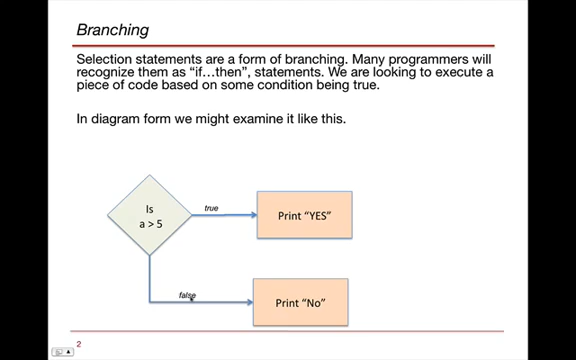 Branching
Selection statements are a form of branching. Many programmers will
recognize them as “if…then”, statements. We are looking to execute a
piece of code based on some condition being true.
In diagram form we might examine it like this.
Is
a > 5
true
Print “YES”
false
Print “No”
2